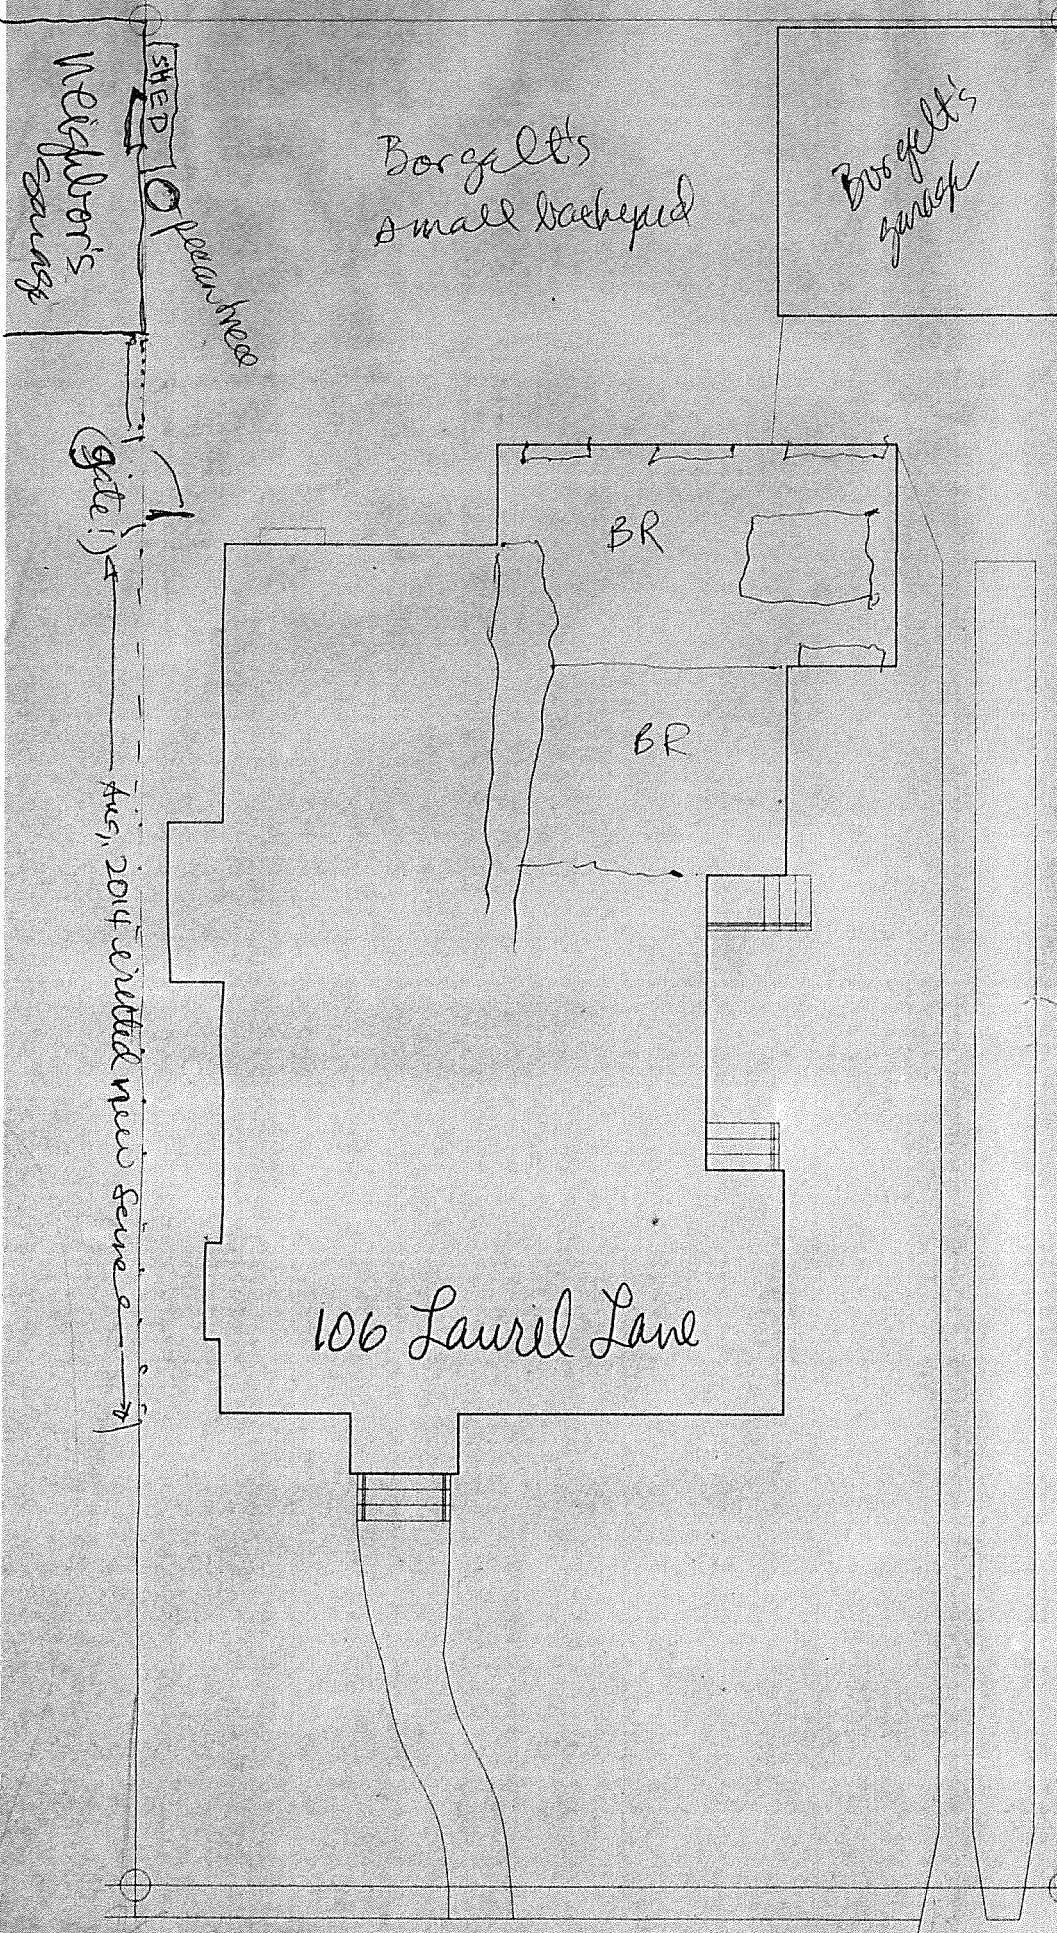 Neighbor's
Garage
SHED
pecan tree
Borgelt's
small backyard
Borgelt's
garage
(gate!)
BR
BR
Aug, 2014 erected new fence
106 Laurel Lane